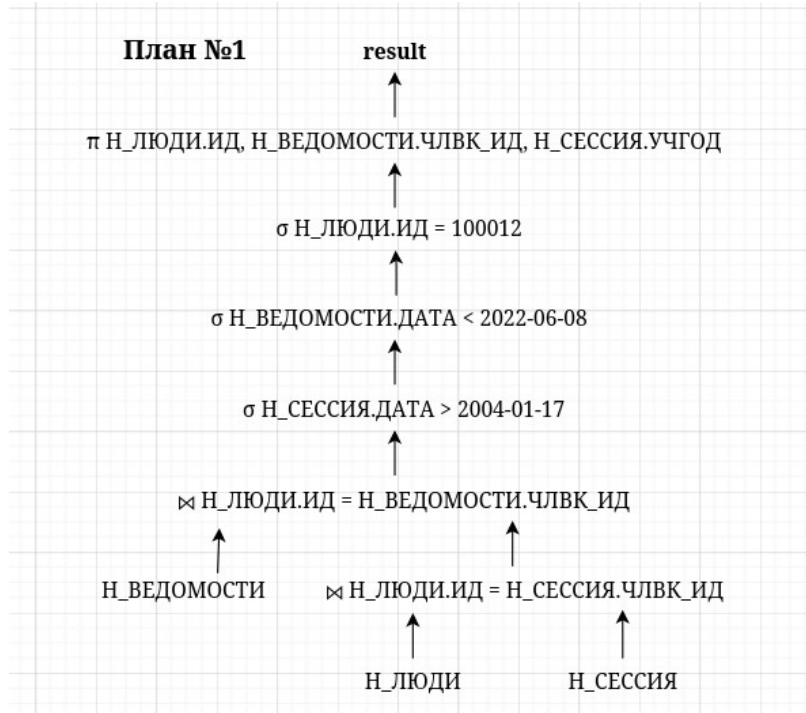 План №1
result
π Н_ЛЮДИ.ИД, Н_ВЕДОМОСТИ.ЧЛВК_ИД, Н_СЕССИЯ.УЧГОД
σ Н_ЛЮДИ.ИД = 100012
σ Н_ВЕДОМОСТИ.ДАТА < 2022-06-08
σ Н_СЕССИЯ.ДАТА > 2004-01-17
⋈ Н_ЛЮДИ.ИД = Н_ВЕДОМОСТИ.ЧЛВК_ИД
Н_ВЕДОМОСТИ
⋈ Н_ЛЮДИ.ИД = Н_СЕССИЯ.ЧЛВК_ИД
Н_ЛЮДИ
Н_СЕССИЯ